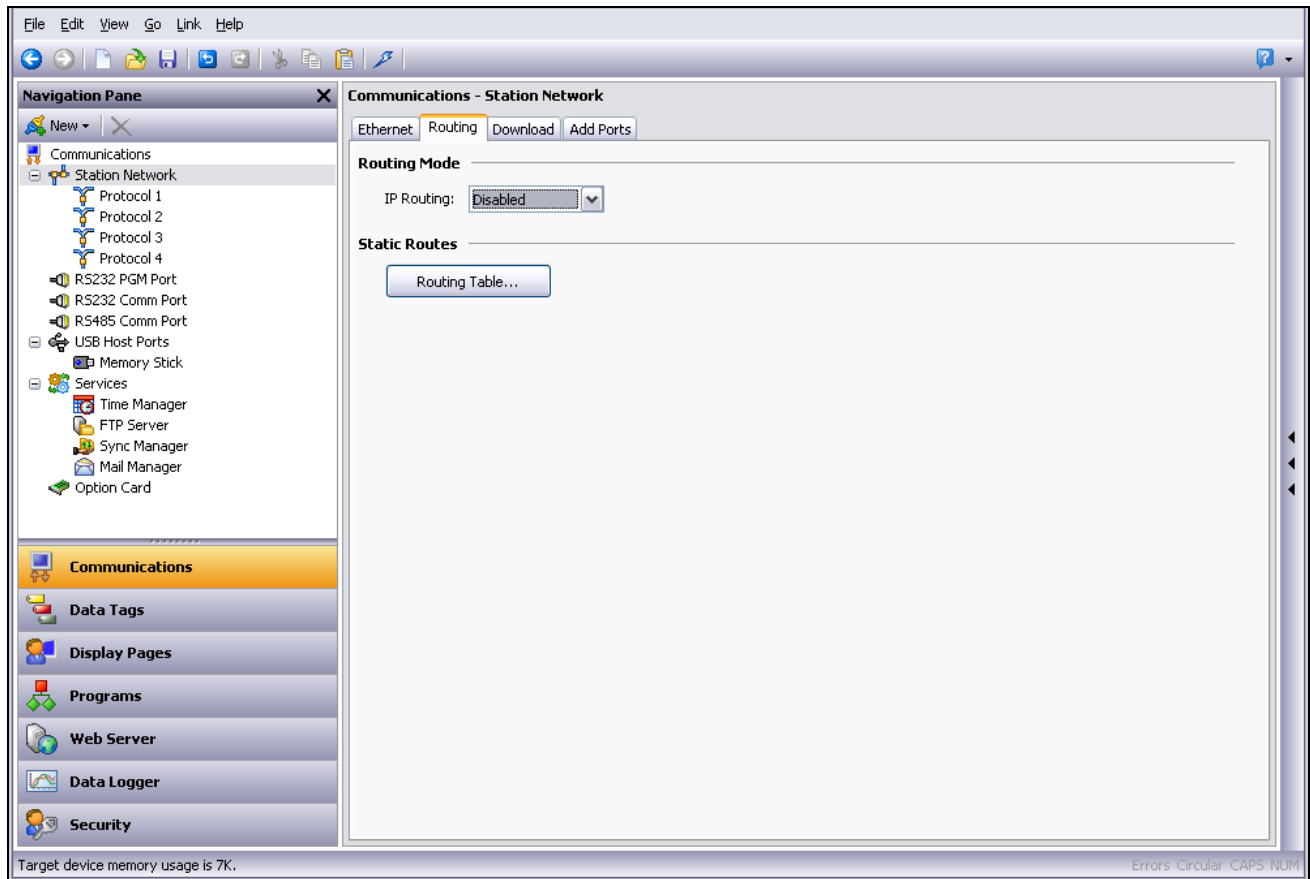 File Edit View Go Link Help
Navigation Pane
New
Communications
Station Network
Protocol 1
Protocol 2
Protocol 3
Protocol 4
RS232 PGM Port
RS232 Comm Port
RS485 Comm Port
USB Host Ports
Memory Stick
Services
Time Manager
FTP Server
Sync Manager
Mail Manager
Option Card
Communications
Data Tags
Display Pages
Programs
Web Server
Data Logger
Security
Communications - Station Network
Ethernet Routing Download Add Ports
Routing Mode
IP Routing: Disabled
Static Routes
Routing Table...
Target device memory usage is 7K.
Errors Circular CAPS NUM